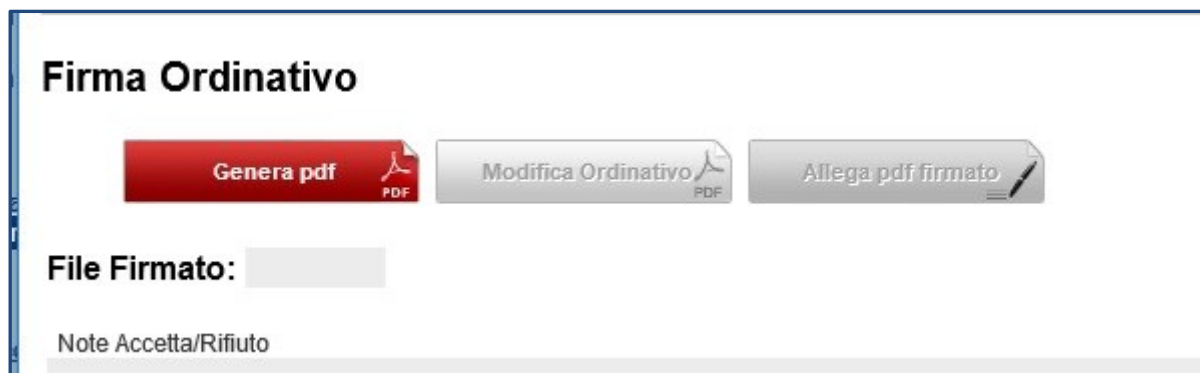 Firma Ordinativo
Genera pdf PDF Modifica Ordinativo PDF Allega pdf firmato
File Firmato:
Note Accetta/Rifiuto